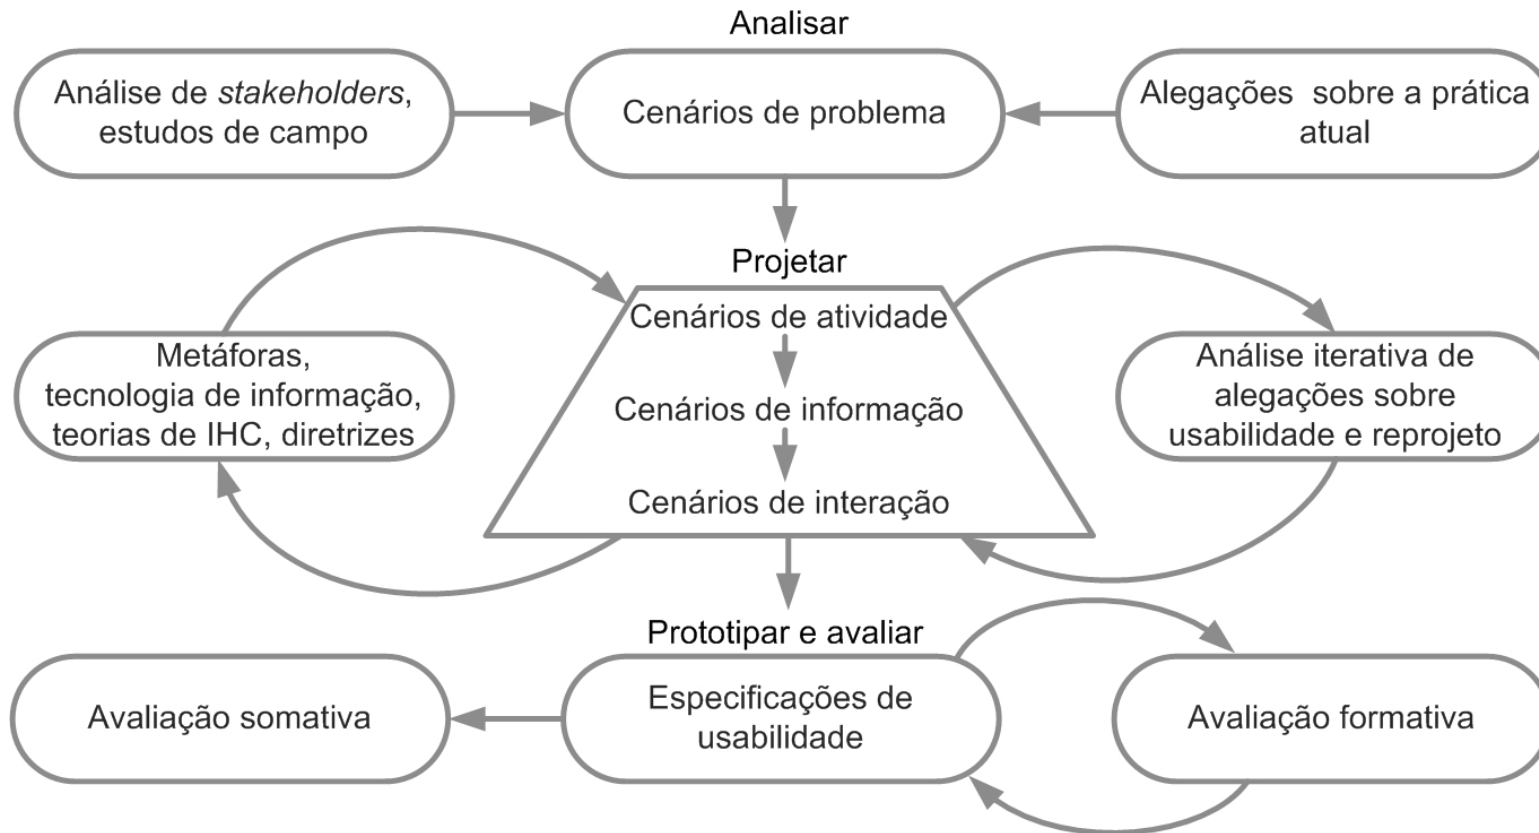 Analisar
Análise de stakeholders,
estudos de campo
Cenários de problema
Alegações sobre a prática
atual
Projetar
Metáforas,
tecnologia de informação,
teorias de IHC, diretrizes
Cenários de atividade
Cenários de informação
Cenários de interação
Análise iterativa de
alegações sobre
usabilidade e reprojeto
Prototipar e avaliar
Avaliação somativa
Especificações de
usabilidade
Avaliação formativa